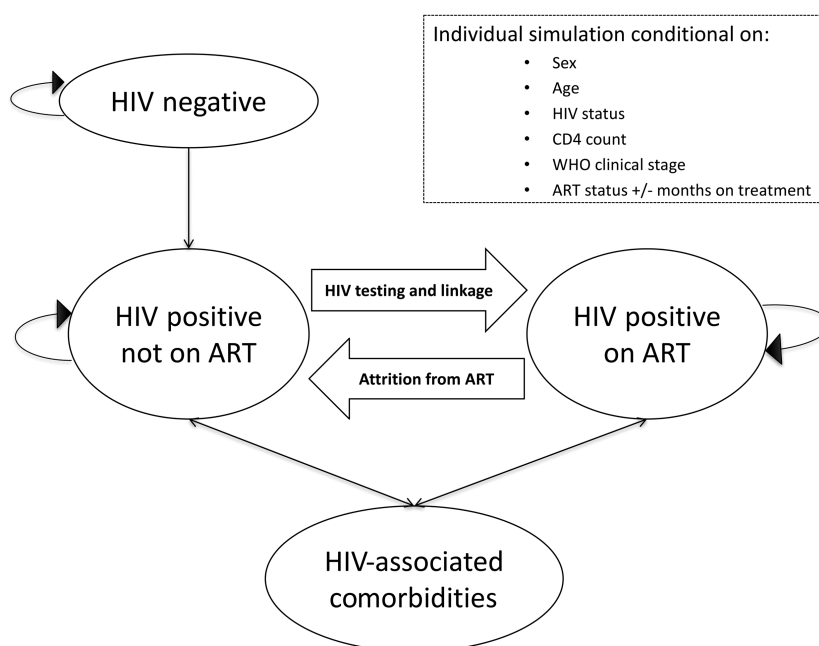 Individual simulation conditional on:
• Sex
• Age
• HIV status
• CD4 count
• WHO clinical stage
• ART status +/- months on treatment
HIV negative
HIV positive
not on ART
HIV testing and linkage
Attrition from ART
HIV positive
on ART
HIV-associated
comorbidities